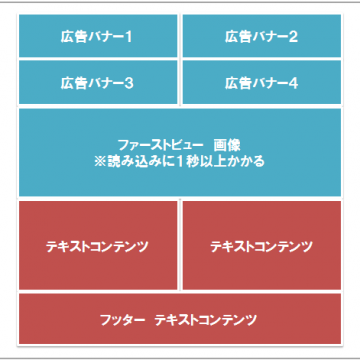 広告バナー1
広告バナー2
広告バナー3
広告バナー4
ファーストビュー 画像
※読み込みに1秒以上かかる
テキストコンテンツ
テキストコンテンツ
フッター テキストコンテンツ